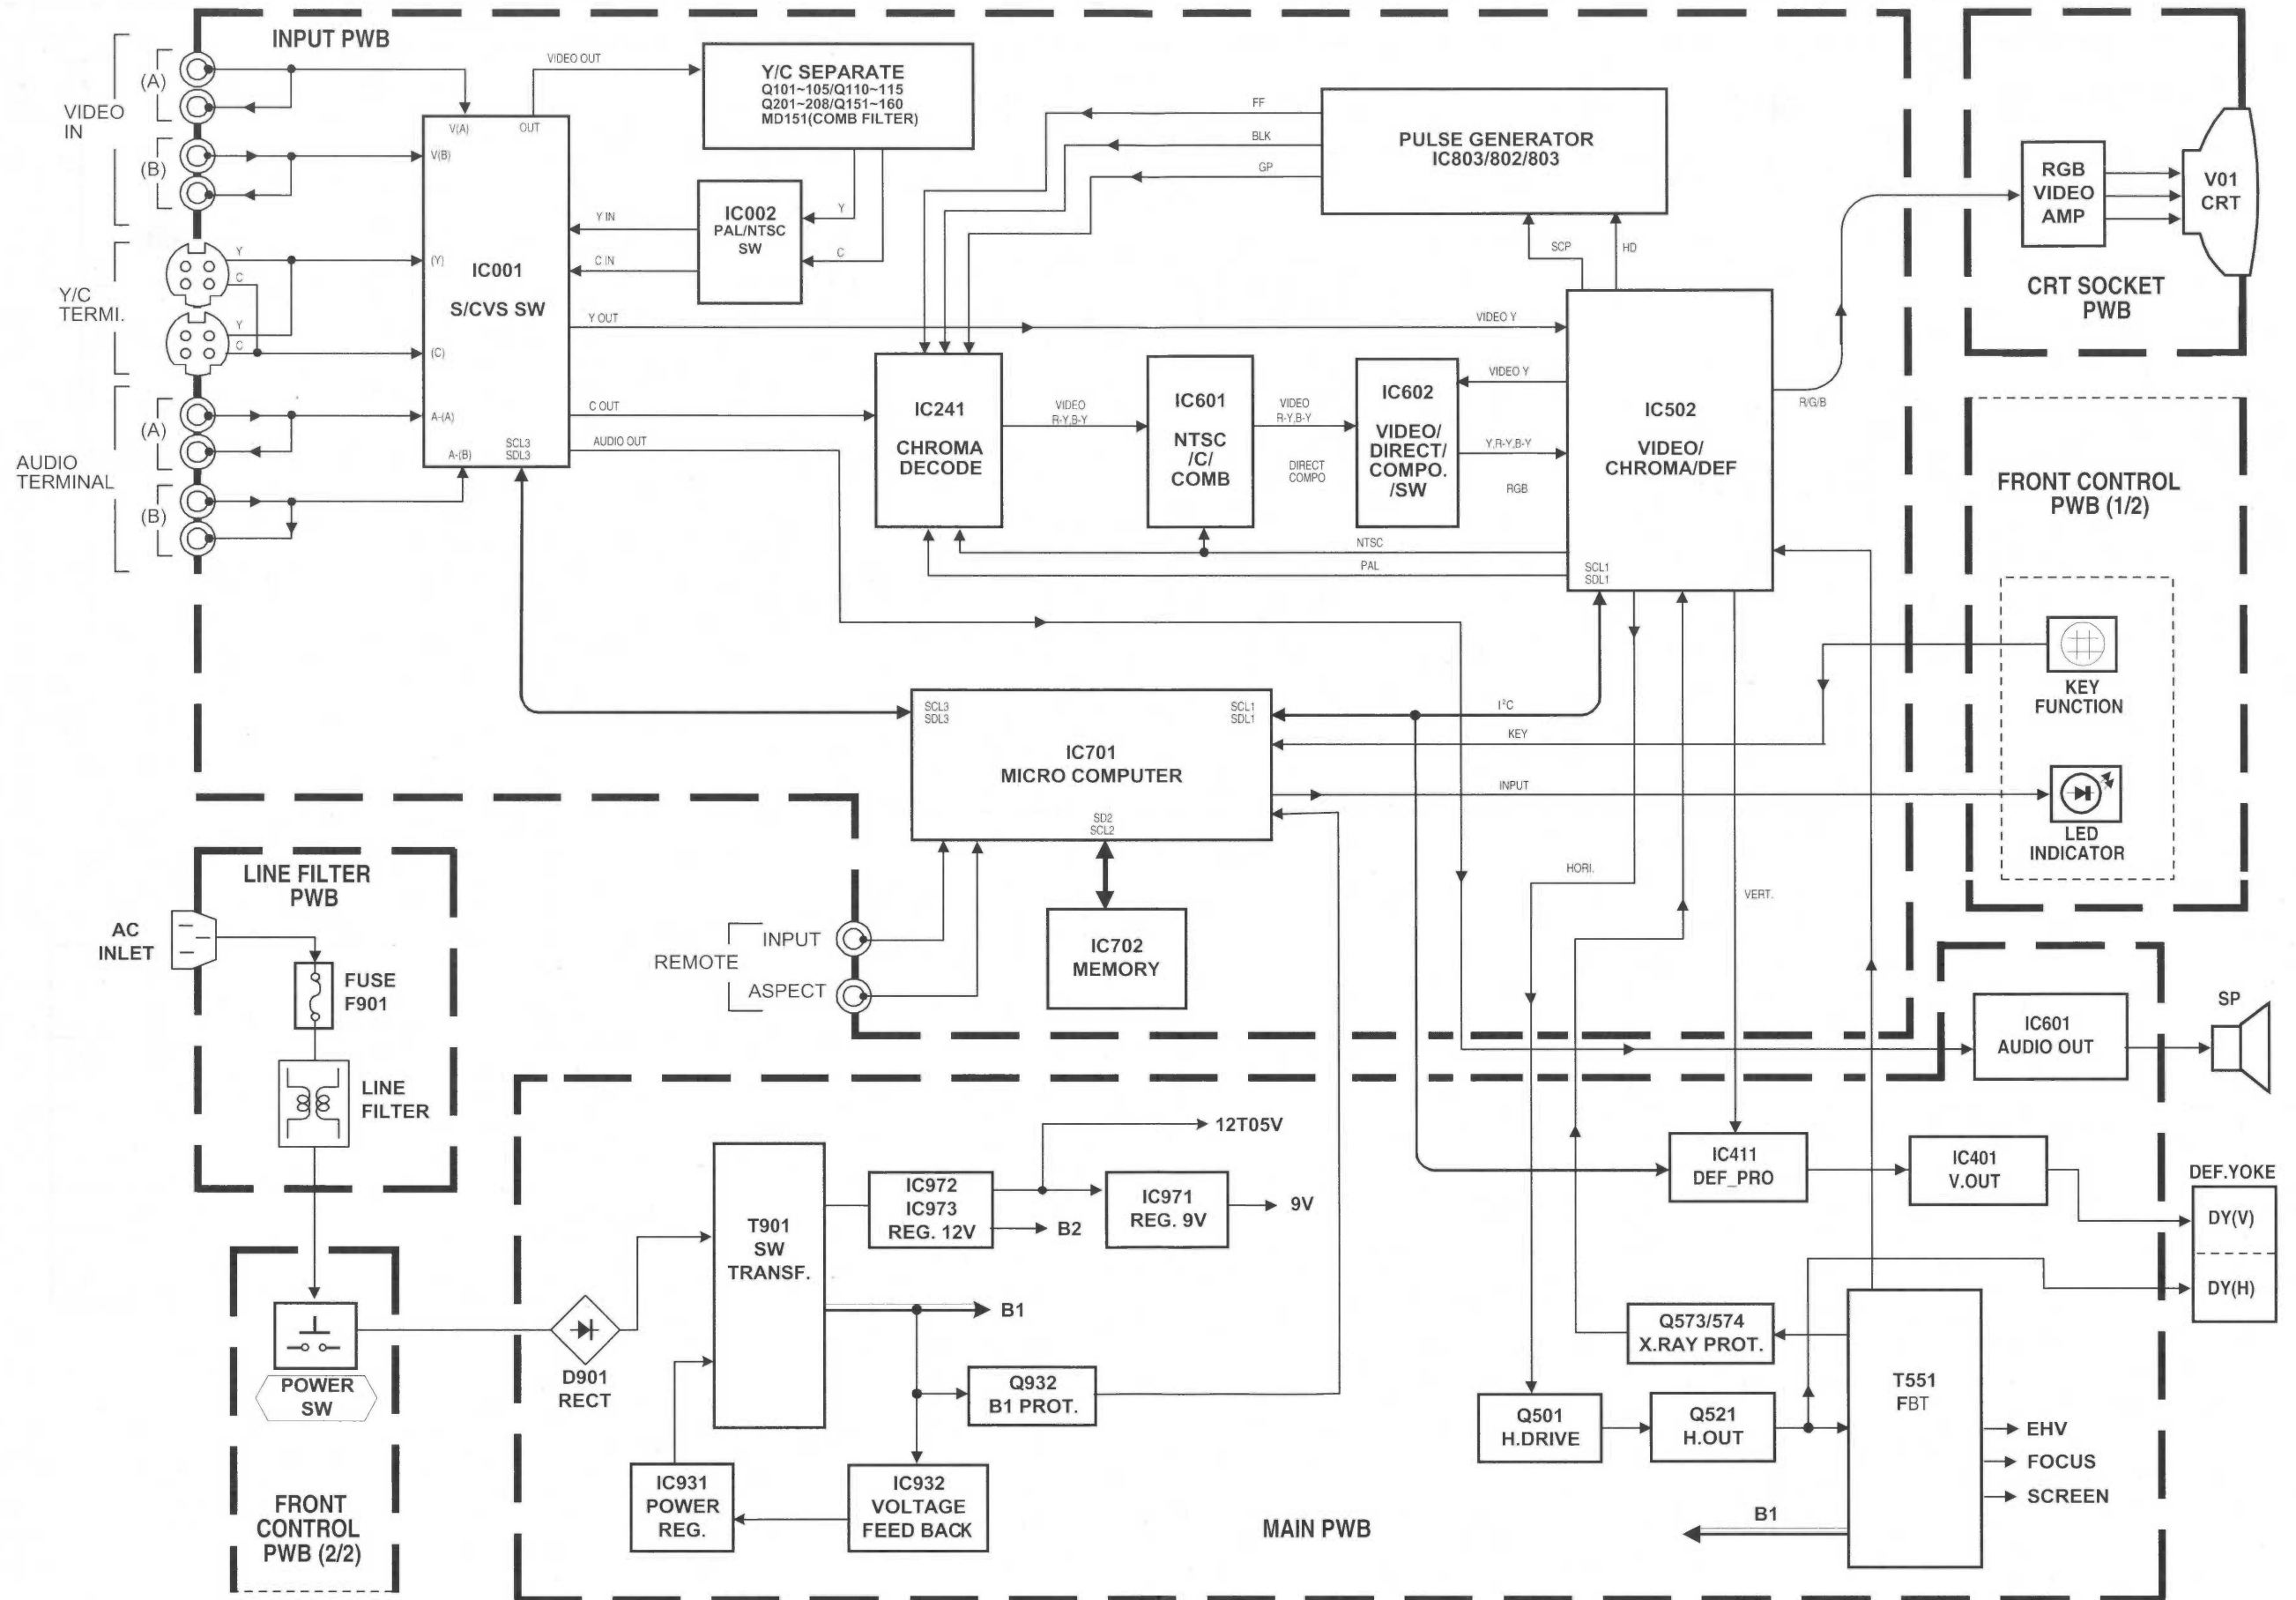 INPUT PWB
VIDEO
IN
(A)
(B)
Y/C
TERMI.
Y
C
Y
C
AUDIO
TERMINAL
(A)
(B)
V(A)
OUT
V(B)
(Y)
IC001
S/CVS SW
(C)
A-(A)
A-(B)
SCL3
SDL3
VIDEO OUT
Y/C SEPARATE
Q101~105/Q110~115
Q201~208/Q151~160
MD151(COMB FILTER)
IC002
PAL/NTSC
SW
Y
C
Y IN
C IN
Y OUT
VIDEO Y
C OUT
AUDIO OUT
FF
BLK
GP
PULSE GENERATOR
IC803/802/803
SCP
HD
IC241
CHROMA
DECODE
VIDEO
R-Y,B-Y
IC601
NTSC
/C/
COMB
VIDEO
R-Y,B-Y
DIRECT
COMPO
IC602
VIDEO/
DIRECT/
COMPO.
/SW
VIDEO Y
Y,R-Y,B-Y
RGB
IC502
VIDEO/
CHROMA/DEF
SCL1
SDL1
NTSC
PAL
R/G/B
RGB
VIDEO
AMP
V01
CRT
CRT SOCKET
PWB
FRONT CONTROL
PWB (1/2)
KEY
FUNCTION
LED
INDICATOR
SCL3
SDL3
SCL1
SDL1
IC701
MICRO COMPUTER
SD2
SCL2
I²C
KEY
INPUT
IC702
MEMORY
REMOTE
INPUT
ASPECT
HORI.
VERT.
LINE FILTER
PWB
AC
INLET
FUSE
F901
LINE
FILTER
POWER
SW
FRONT
CONTROL
PWB (2/2)
D901
RECT
T901
SW
TRANSF.
IC972
IC973
REG. 12V
12T05V
B2
IC971
REG. 9V
9V
B1
Q932
B1 PROT.
IC931
POWER
REG.
IC932
VOLTAGE
FEED BACK
MAIN PWB
IC601
AUDIO OUT
SP
IC411
DEF_PRO
IC401
V.OUT
DEF.YOKE
DY(V)
DY(H)
Q573/574
X.RAY PROT.
Q501
H.DRIVE
Q521
H.OUT
T551
FBT
EHV
FOCUS
SCREEN
B1